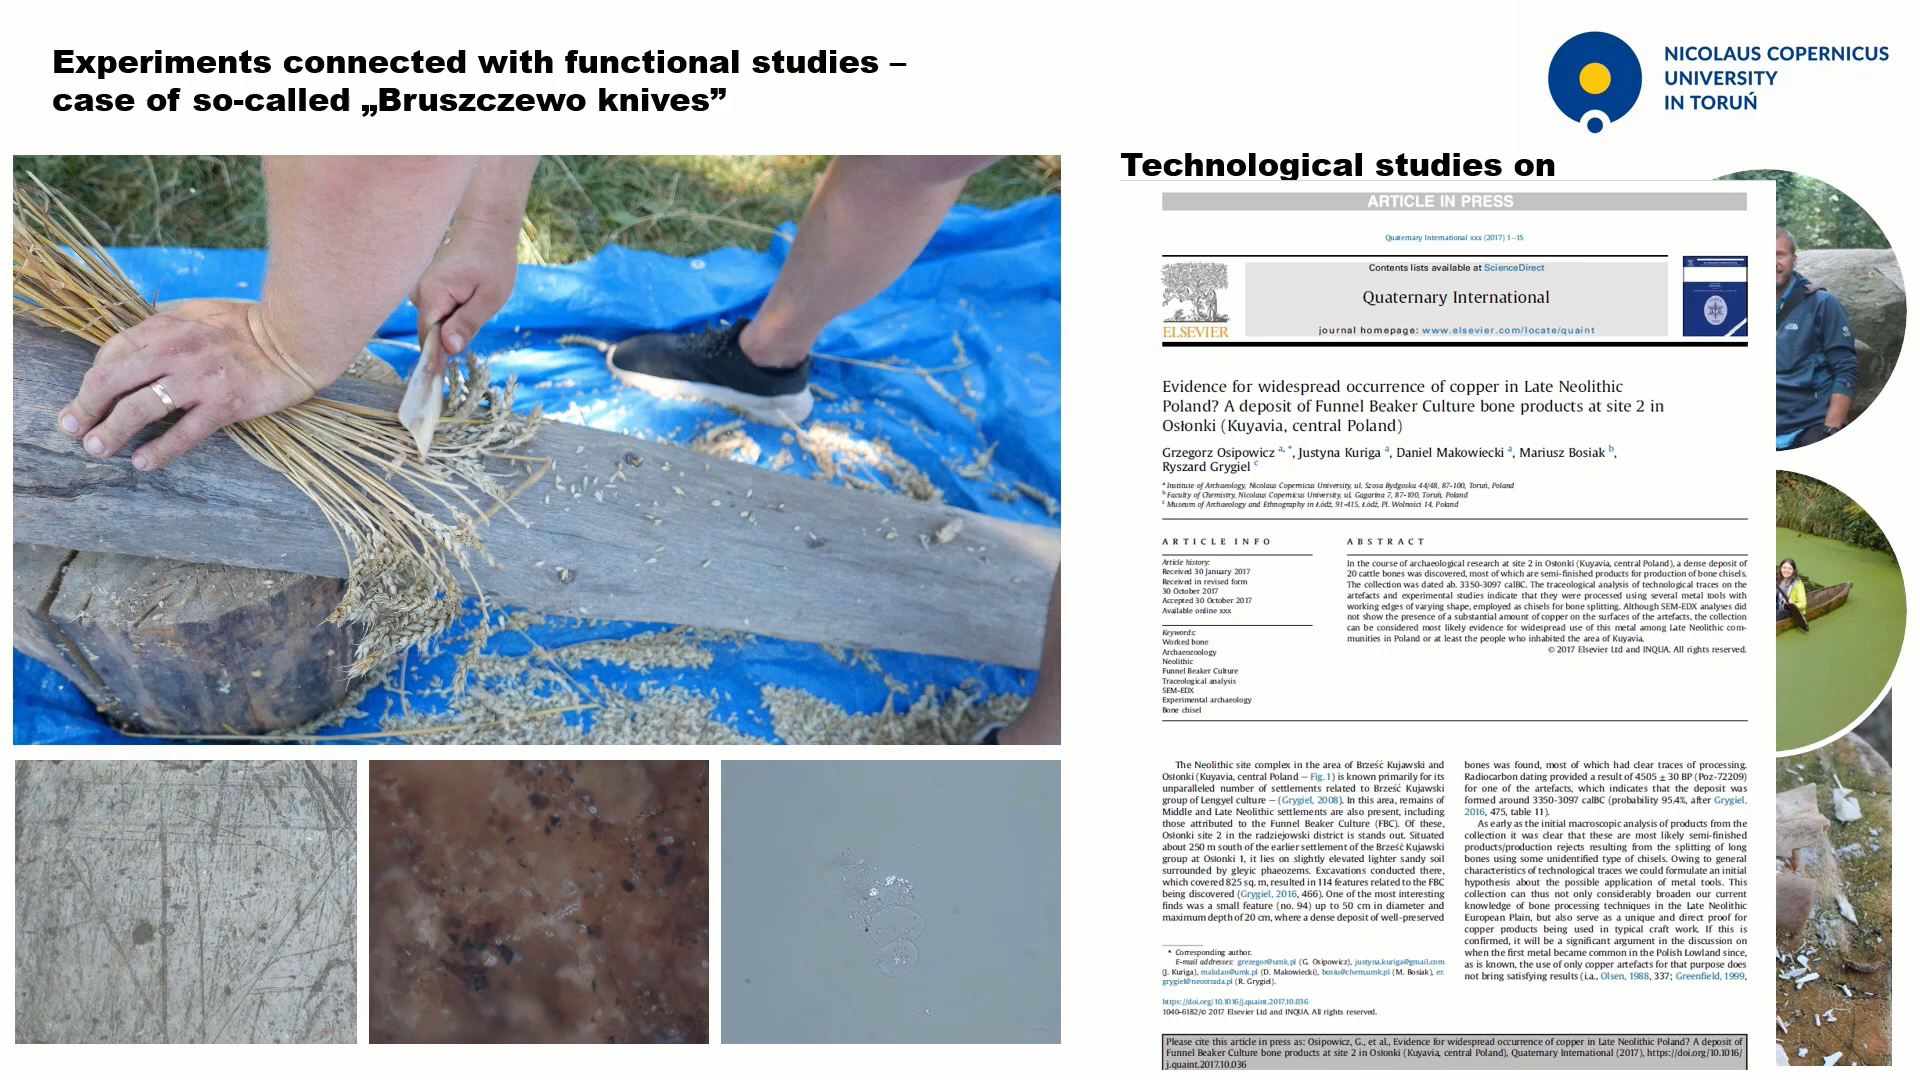 Experiments connected with functional studies –
case of so-called „Bruszczewo knives”
NICOLAUS COPERNICUS
UNIVERSITY
IN TORUŃ
Technological studies on
ARTICLE IN PRESS
Quaternary International xxx (2017) 1–15
Contents lists available at ScienceDirect
Quaternary International
journal homepage: www.elsevier.com/locate/quaint
ELSEVIER
Evidence for widespread occurrence of copper in Late Neolithic
Poland? A deposit of Funnel Beaker Culture bone products at site 2 in
Osłonki (Kuyavia, central Poland)
Grzegorz Osipowicz a, *, Justyna Kuriga a, Daniel Makowiecki a, Mariusz Bosiak b,
Ryszard Grygiel c
a Institute of Archaeology, Nicolaus Copernicus University, ul. Szosa Bydgoska 44/48, 87-100, Toruń, Poland
b Faculty of Chemistry, Nicolaus Copernicus University, ul. Gagarina 7, 87-100, Toruń, Poland
c Museum of Archaeology and Ethnography in Łódź, 91-415, Łódź, Pl. Wolności 14, Poland
ARTICLE INFO
Article history:
Received 30 January 2017
Received in revised form
30 October 2017
Accepted 30 October 2017
Available online xxx
Keywords:
Worked bone
Archaeozoology
Neolithic
Funnel Beaker Culture
Traceological analysis
SEM-EDX
Experimental archaeology
Bone chisel
ABSTRACT
In the course of archaeological research at site 2 in Osłonki (Kuyavia, central Poland), a dense deposit of
20 cattle bones was discovered, most of which are semi-finished products for production of bone chisels.
The collection was dated ab. 3350-3097 calBC. The traceological analysis of technological traces on the
artefacts and experimental studies indicate that they were processed using several metal tools with
working edges of varying shape, employed as chisels for bone splitting. Although SEM-EDX analyses did
not show the presence of a substantial amount of copper on the surfaces of the artefacts, the collection
can be considered most likely evidence for widespread use of this metal among Late Neolithic com-
munities in Poland or at least the people who inhabited the area of Kuyavia.
© 2017 Elsevier Ltd and INQUA. All rights reserved.
The Neolithic site complex in the area of Brześć Kujawski and
Osłonki (Kuyavia, central Poland – Fig. 1) is known primarily for its
unparalleled number of settlements related to Brześć Kujawski
group of Lengyel culture – (Grygiel, 2008). In this area, remains of
Middle and Late Neolithic settlements are also present, including
those attributed to the Funnel Beaker Culture (FBC). Of these,
Osłonki site 2 in the radziejowski district is stands out. Situated
about 250 m south of the earlier settlement of the Brześć Kujawski
group at Osłonki 1, it lies on slightly elevated lighter sandy soil
surrounded by gleyic phaeozems. Excavations conducted there,
which covered 825 sq. m, resulted in 114 features related to the FBC
being discovered (Grygiel, 2016, 466). One of the most interesting
finds was a small feature (no. 94) up to 50 cm in diameter and
maximum depth of 20 cm, where a dense deposit of well-preserved
* Corresponding author.
E-mail addresses: grezegor@umk.pl (G. Osipowicz), justyna.kuriga@gmail.com
(J. Kuriga), makdan@umk.pl (D. Makowiecki), bosiu@chem.umk.pl (M. Bosiak), er.
grygiel@neostrada.pl (R. Grygiel).
https://doi.org/10.1016/j.quaint.2017.10.036
1040-6182/© 2017 Elsevier Ltd and INQUA. All rights reserved.
bones was found, most of which had clear traces of processing.
Radiocarbon dating provided a result of 4505 ± 30 BP (Poz-72209)
for one of the artefacts, which indicates that the deposit was
formed around 3350-3097 calBC (probability 95.4%, after Grygiel,
2016, 475, table 11).
As early as the initial macroscopic analysis of products from the
collection it was clear that these are most likely semi-finished
products/production rejects resulting from the splitting of long
bones using some unidentified type of chisels. Owing to general
characteristics of technological traces we could formulate an initial
hypothesis about the possible application of metal tools. This
collection can thus not only considerably broaden our current
knowledge of bone processing techniques in the Late Neolithic
European Plain, but also serve as a unique and direct proof for
copper products being used in typical craft work. If this is
confirmed, it will be a significant argument in the discussion on
when the first metal became common in the Polish Lowland since,
as is known, the use of only copper artefacts for that purpose does
not bring satisfying results (i.a., Olsen, 1988, 337; Greenfield, 1999,
Please cite this article in press as: Osipowicz, G., et al., Evidence for widespread occurrence of copper in Late Neolithic Poland? A deposit of
Funnel Beaker Culture bone products at site 2 in Osłonki (Kuyavia, central Poland), Quaternary International (2017), https://doi.org/10.1016/
j.quaint.2017.10.036